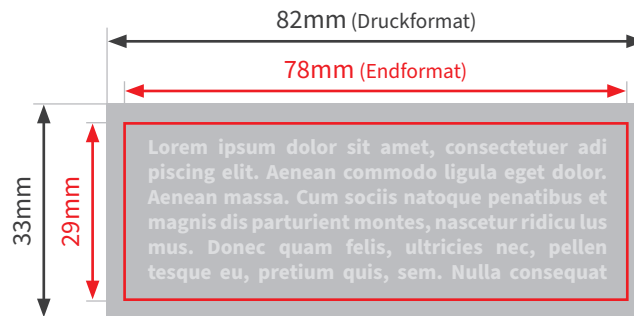 82mm (Druckformat)
78mm (Endformat)
33mm
29mm
Lorem ipsum dolor sit amet, consectetuer adi
piscing elit. Aenean commodo ligula eget dolor.
Aenean massa. Cum sociis natoque penatibus et
magnis dis parturient montes, nascetur ridicu lus
mus. Donec quam felis, ultricies nec, pellen
tesque eu, pretium quis, sem. Nulla consequat